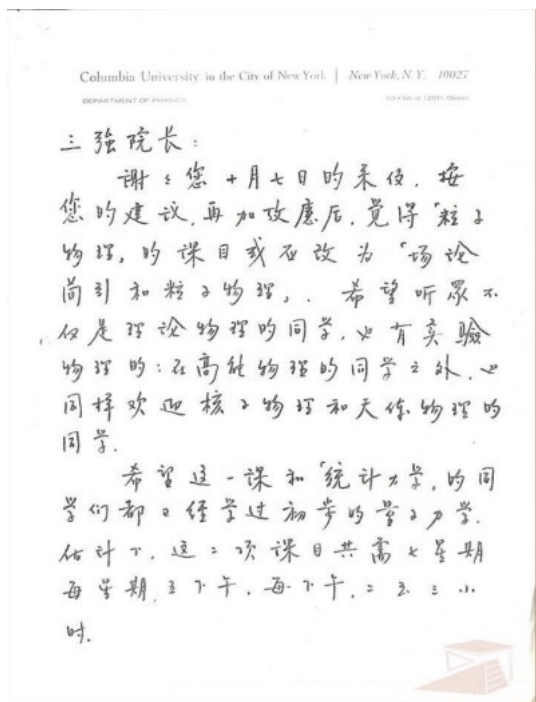 Columbia University in the City of New York | New York, N.Y. 10027
DEPARTMENT OF PHYSICS
三強院长：
谢谢您十月七日的来信．按
您的建议，再加攷慮后，覚得「粒子
物理」的课目或应改为「场论
简引和粒子物理」．希望听眾不
仅是理论物理的同学，也有实驗
物理的：在高能物理的同学之外，也
同样欢迎核子物理和天体物理的
同学．
希望这一课和「统计力学」的同
学们都已经学过初步的量子力学．
估计下，这二项课目共需七星期
每星期五下午，每下午，二至三小
时．